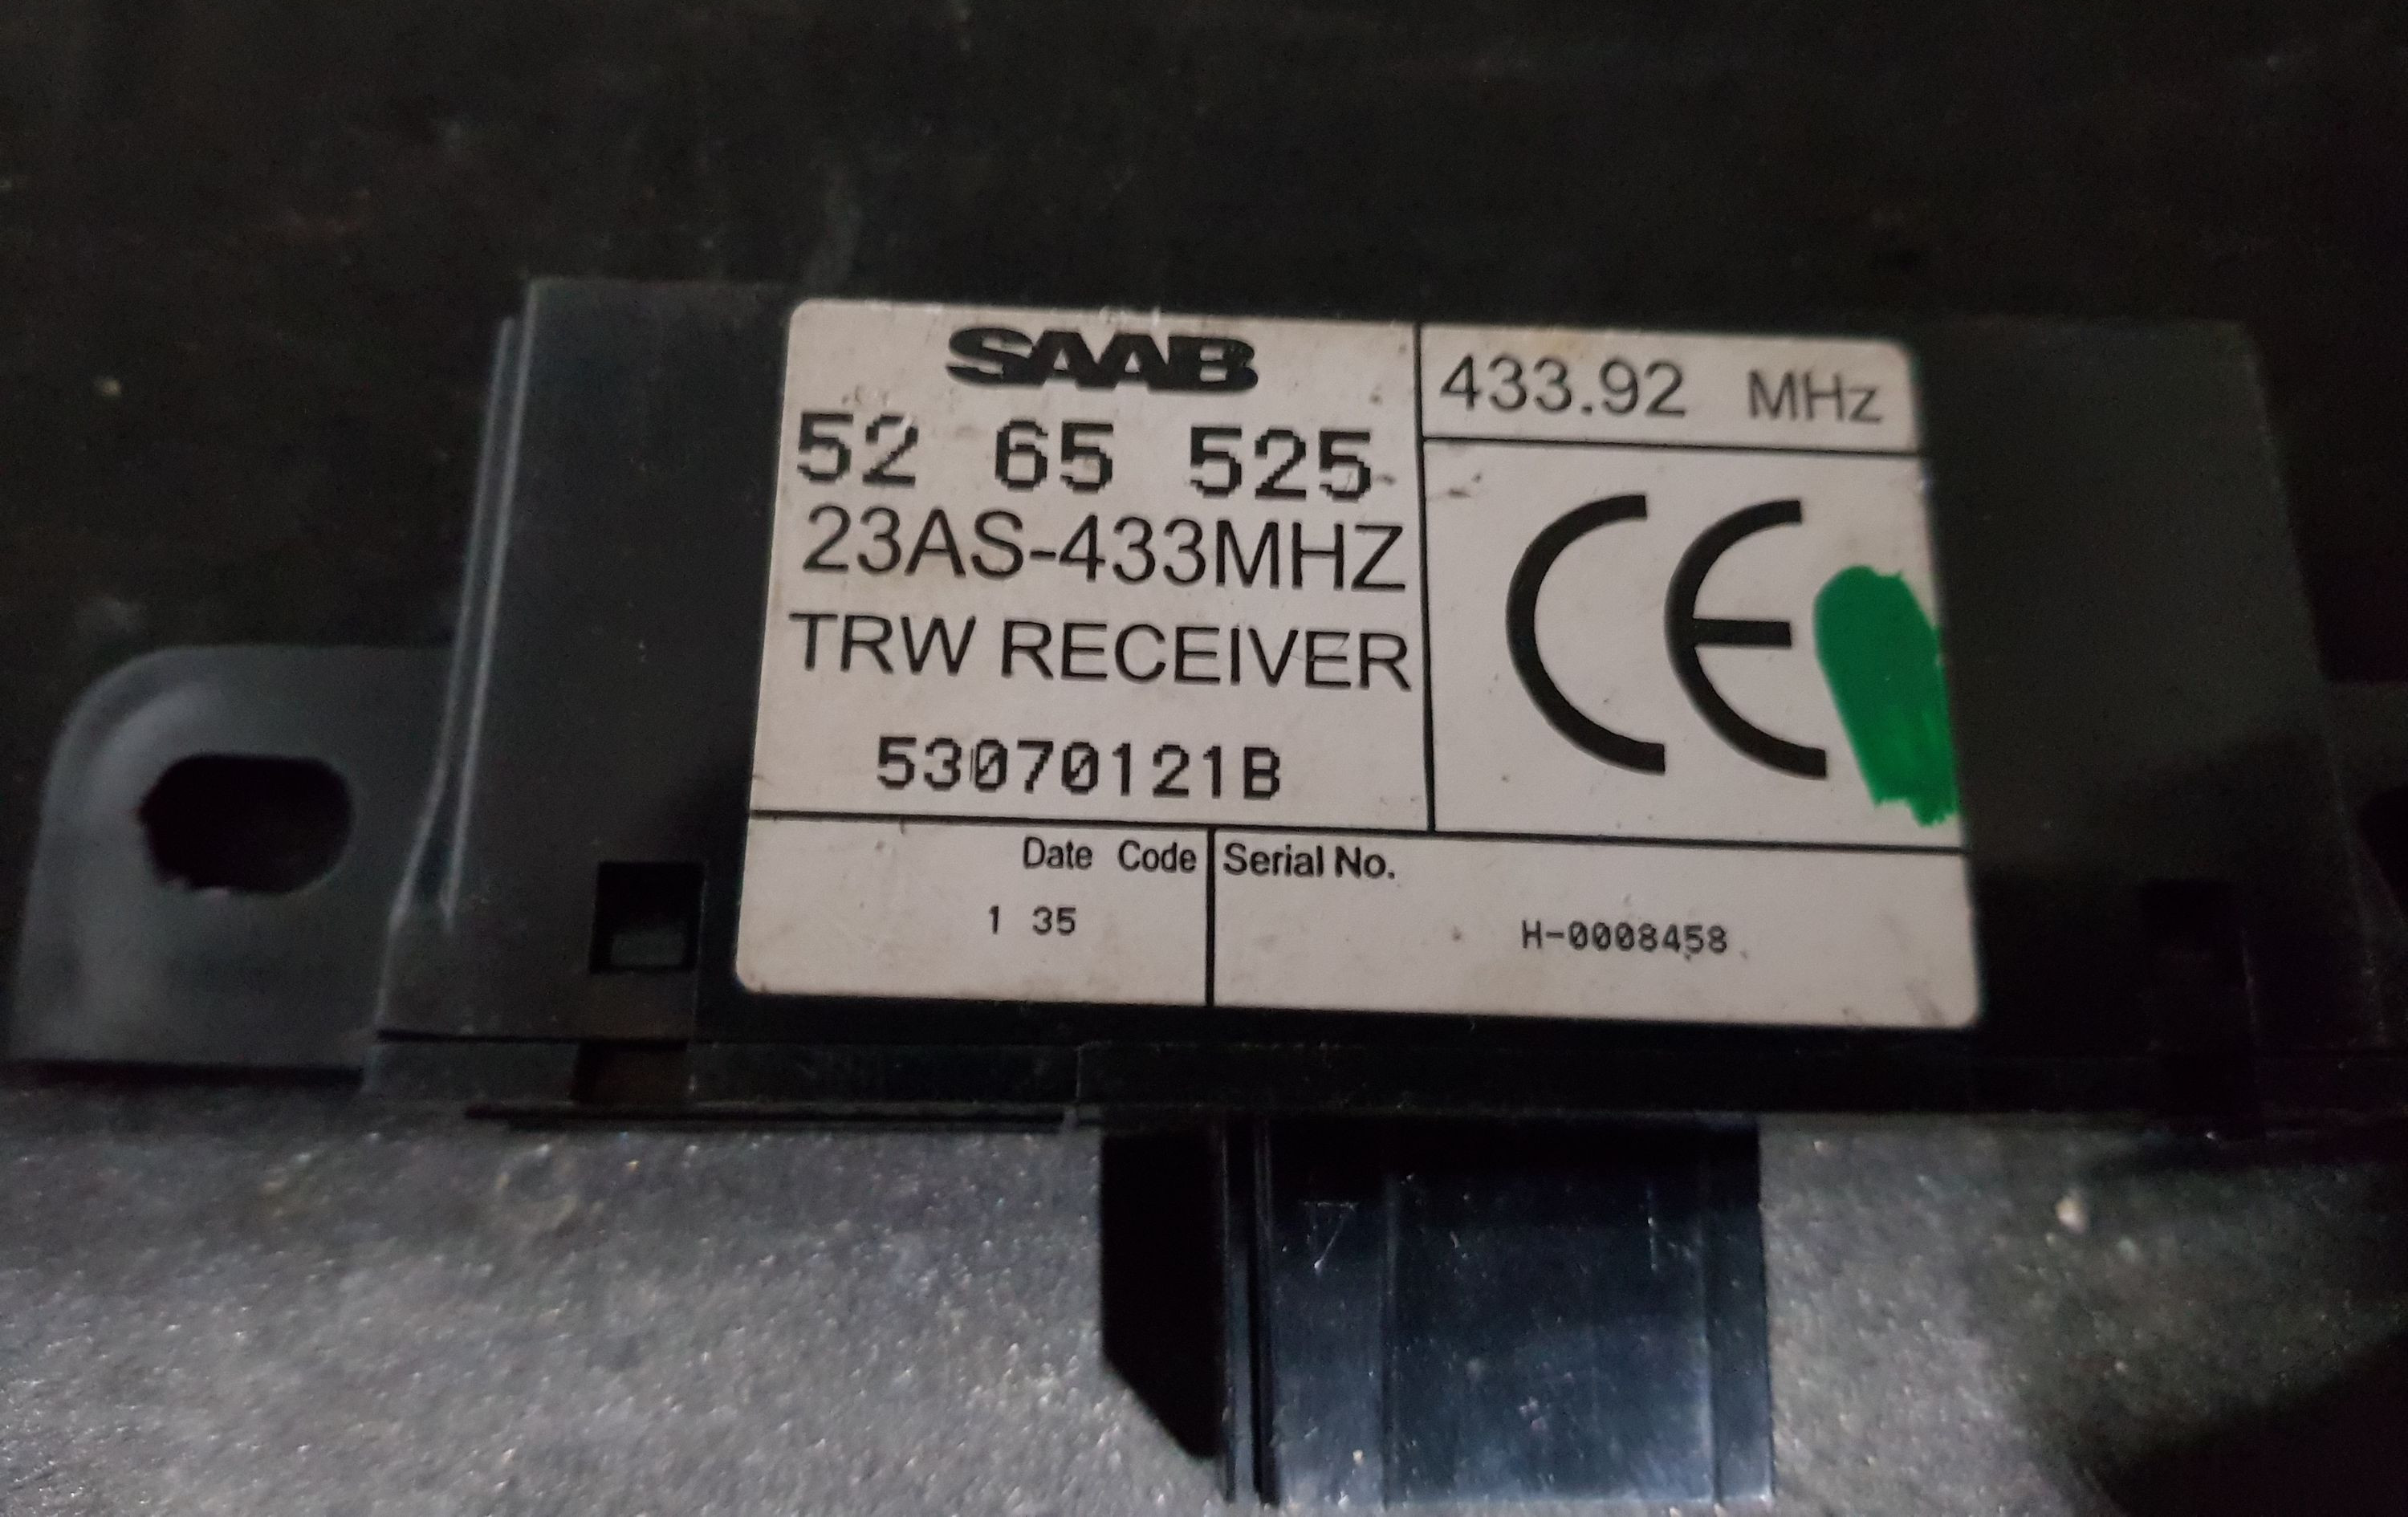 SAAB
52 65 525
23AS-433MHZ
TRW RECEIVER
53070121B
433.92 MHz
CE
Date Code
1 35
Serial No.
H-0008458